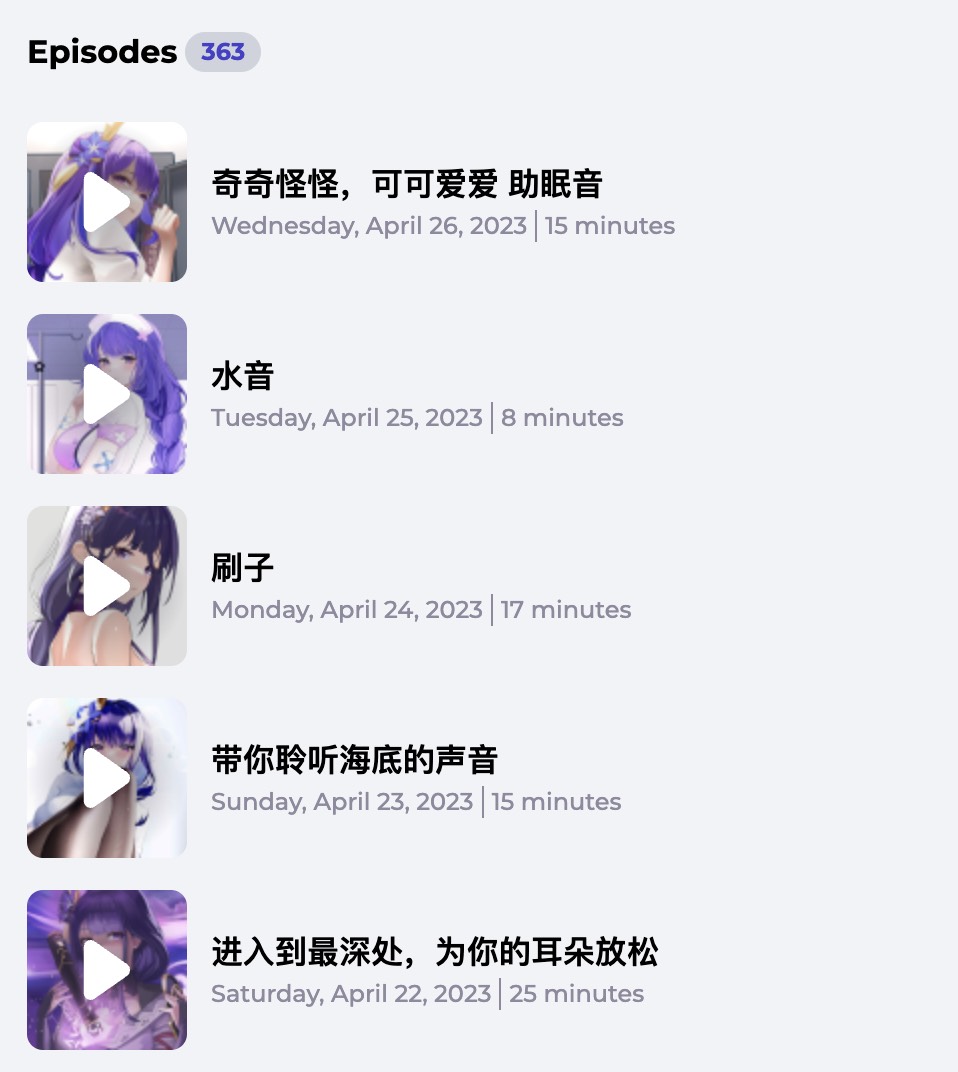 Episodes 363
奇奇怪怪，可可爱爱 助眠音
Wednesday, April 26, 2023 | 15 minutes
水音
Tuesday, April 25, 2023 | 8 minutes
刷子
Monday, April 24, 2023 | 17 minutes
带你聆听海底的声音
Sunday, April 23, 2023 | 15 minutes
进入到最深处，为你的耳朵放松
Saturday, April 22, 2023 | 25 minutes